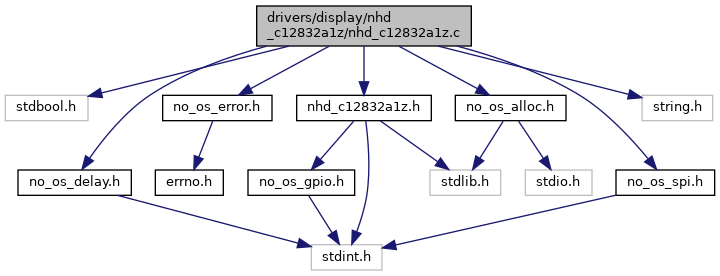 drivers/display/nhd
_c12832a1z/nhd_c12832a1z.c
stdbool.h
no_os_error.h
nhd_c12832a1z.h
no_os_alloc.h
string.h
no_os_delay.h
errno.h
no_os_gpio.h
stdlib.h
stdio.h
no_os_spi.h
stdint.h